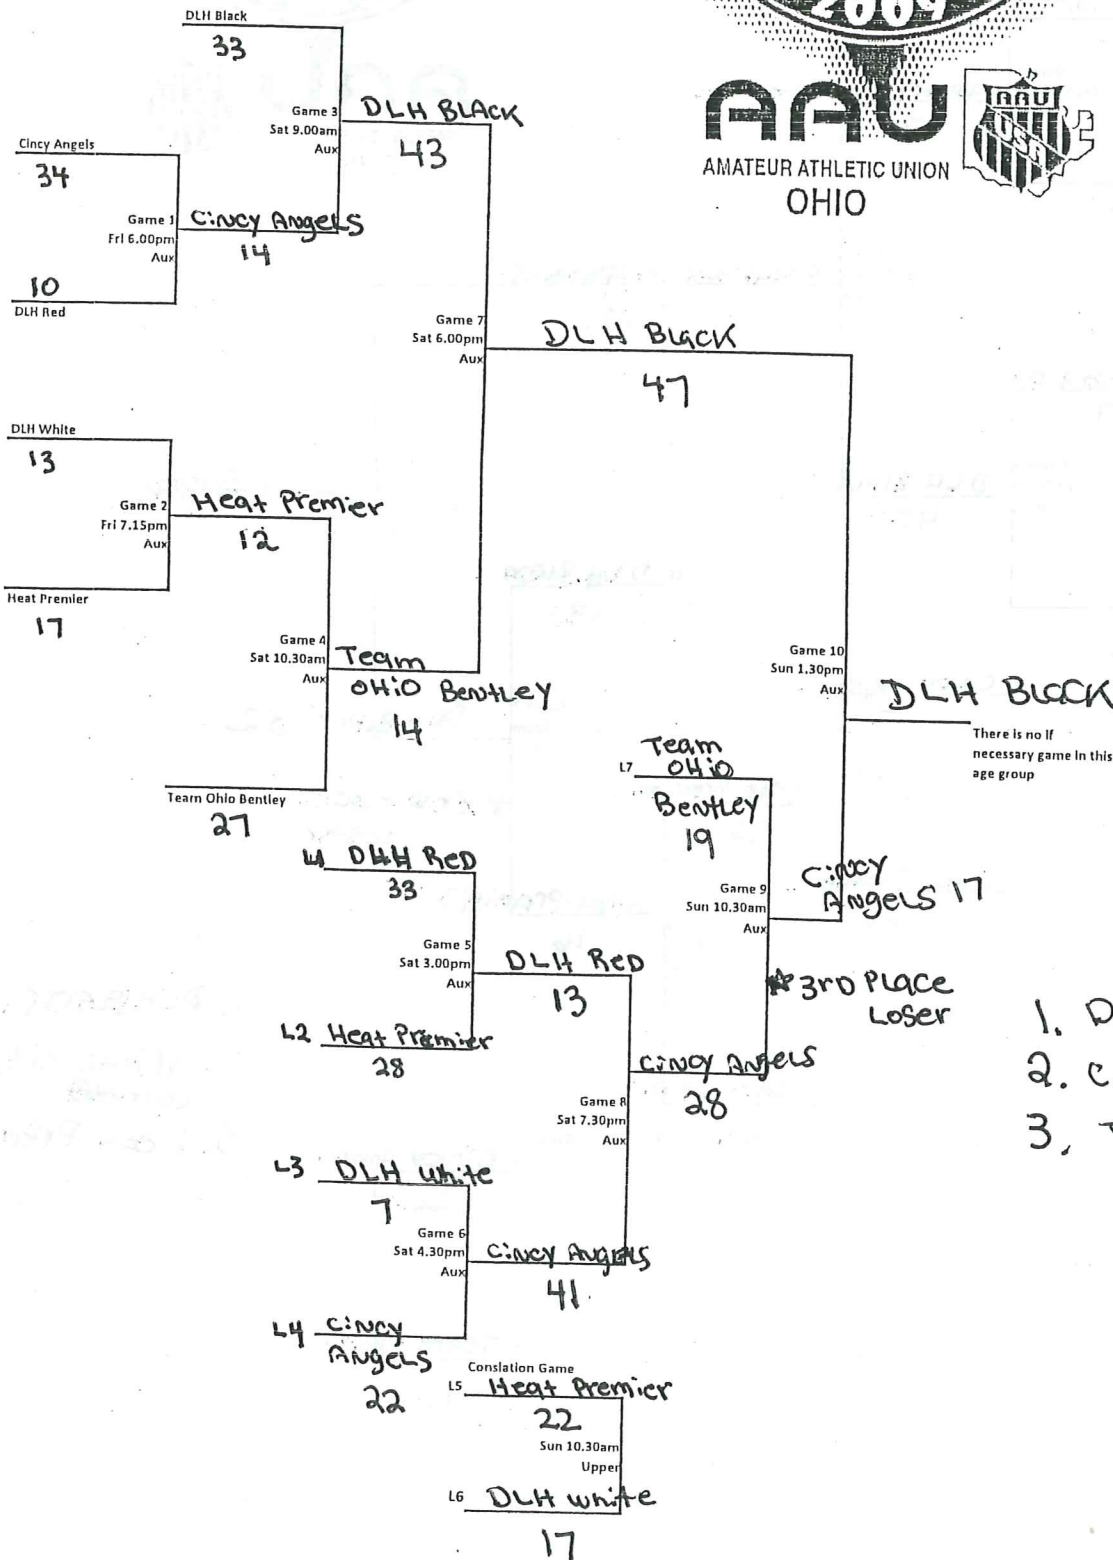 2009
AAU
AMATEUR ATHLETIC UNION
OHIO
AAU
USA
DLH Black
33
Game 3
Sat 9.00am
Aux
DLH BLACK
43
Cincy Angels
34
Game 1
Fri 6.00pm
Aux
Cincy Angels
14
10
DLH Red
Game 7
Sat 6.00pm
Aux
DLH Black
47
DLH White
13
Game 2
Fri 7.15pm
Aux
Heat Premier
12
Heat Premier
17
Game 4
Sat 10.30am
Aux
Team
OHiO Bentley
14
Team Ohio Bentley
27
Game 10
Sun 1.30pm
Aux
DLH BLACK
There is no if
necessary game in this
age group
L7 Team
OHiO
Bentley
19
Game 9
Sun 10.30am
Aux
Cincy
Angels 17
3rd Place
Loser
L1 DLH Red
33
Game 5
Sat 3.00pm
Aux
DLH Red
13
L2 Heat Premier
28
Game 8
Sat 7.30pm
Aux
Cincy Angels
28
L3 DLH white
7
Game 6
Sat 4.30pm
Aux
Cincy Angels
41
L4 Cincy
Angels
22
Conslation Game
L5 Heat Premier
22
Sun 10.30am
Upper
L6 DLH white
17
1. D
2. C
3. T